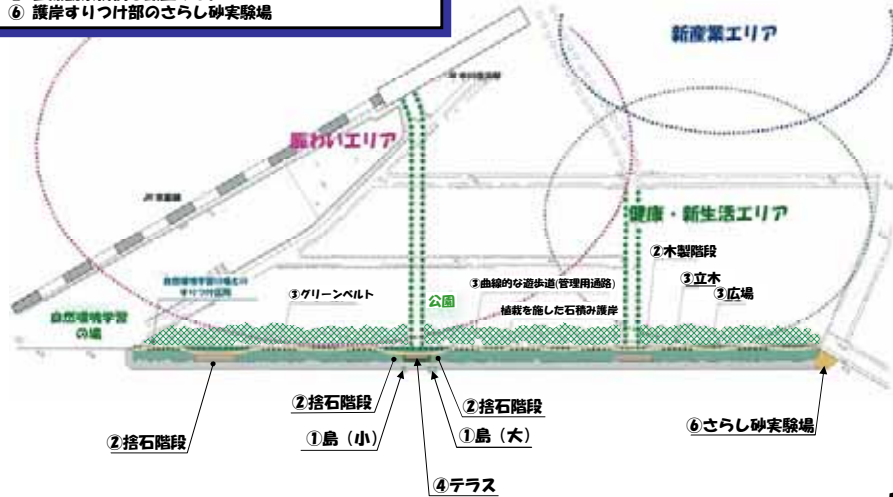 ⑥ 護岸すりつけ部のさらし砂実験場
新産業エリア
賑わいエリア
JR京葉線
健康・新生活エリア
②木製階段
③立木
③広場
③曲線的な遊歩道(管理用通路)
植栽を施した石積み護岸
公園
③グリーンベルト
自然環境学習
の場
②捨石階段
②捨石階段
②捨石階段
①島（小）
①島（大）
⑥さらし砂実験場
④テラス